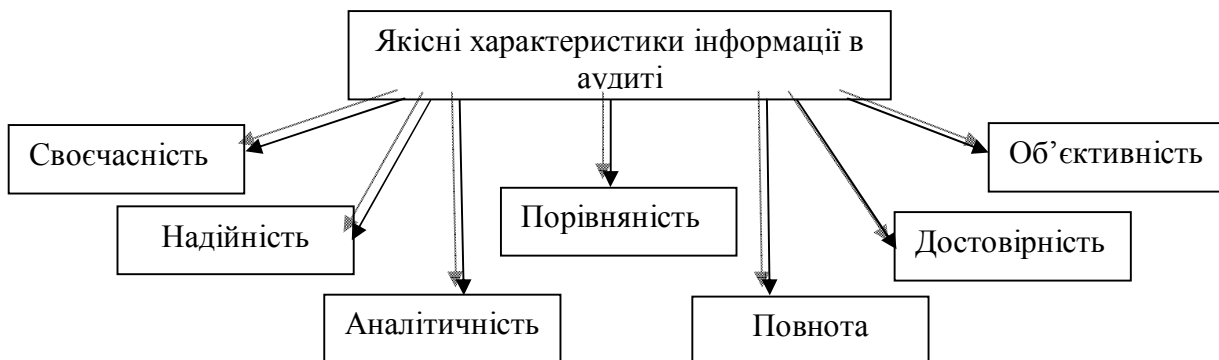 Якісні характеристики інформації в
аудиті
Своєчасність
Об’єктивність
Надійність
Порівняність
Достовірність
Аналітичність
Повнота